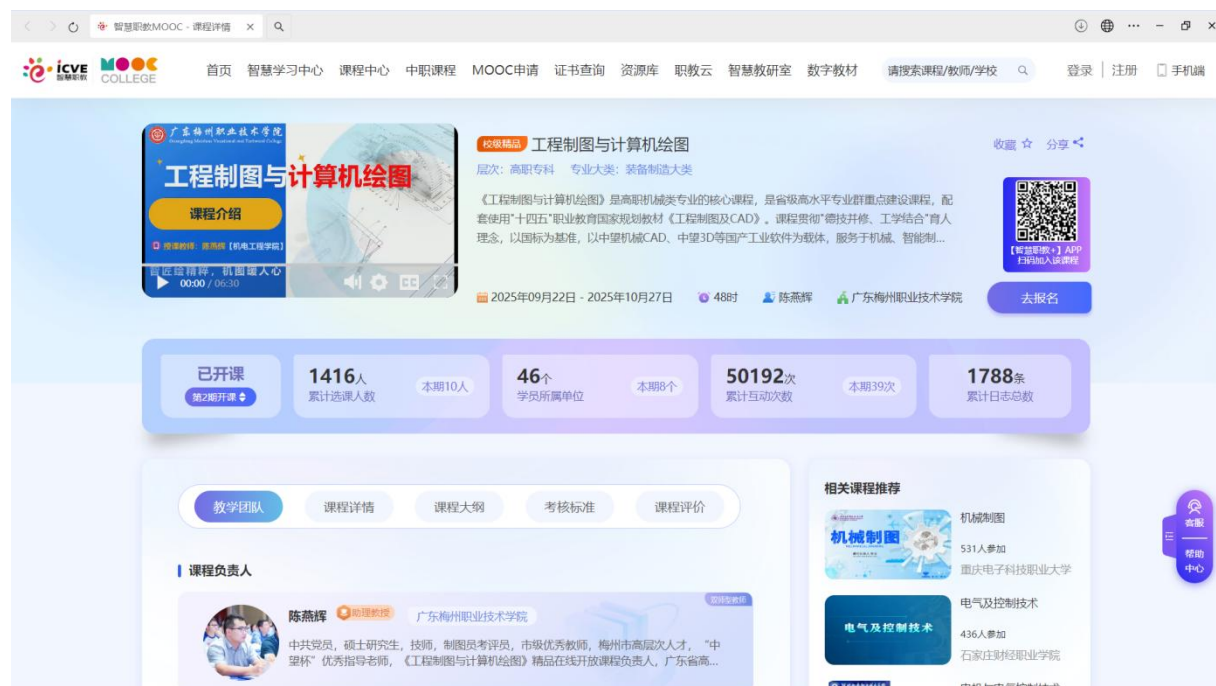 智慧职教MOOC - 课程详情
icve 智慧职教 MOOC COLLEGE
首页 智慧学习中心 课程中心 中职课程 MOOC申请 证书查询 资源库 职教云 智慧教研室 数字教材 请搜索课程/教师/学校 登录 注册 手机端
广东梅州职业技术学院
工程制图与计算机绘图
课程介绍
授课教师：陈燕辉【机电工程学院】
00:00 / 06:30
校级精品 工程制图与计算机绘图
收藏 分享
层次：高职专科 专业大类：装备制造大类
《工程制图与计算机绘图》是高职机械类专业的核心课程，是省级高水平专业群重点建设课程，配
套使用"十四五"职业教育国家规划教材《工程制图及CAD》。课程贯彻"德技并修、工学结合"育人
理念，以国标为基准，以中望机械CAD、中望3D等国产工业软件为载体，服务于机械、智能制...
【智慧职教+】APP
扫码加入该课程
2025年09月22日 - 2025年10月27日 48时 陈燕辉 广东梅州职业技术学院
去报名
已开课
第2期开课
1416人
累计选课人数
本期10人
46个
学员所属单位
本期8个
50192次
累计互动次数
本期39次
1788条
累计日志总数
教学团队 课程详情 课程大纲 考核标准 课程评价
课程负责人
陈燕辉 助理教授 广东梅州职业技术学院
双师型教师
中共党员，硕士研究生，技师，制图员考评员，市级优秀教师，梅州市高层次人才，"中
望杯"优秀指导老师，《工程制图与计算机绘图》精品在线开放课程负责人，广东省高...
相关课程推荐
机械制图
机械制图
531人参加
重庆电子科技职业大学
电气及控制技术
电气及控制技术
436人参加
石家庄财经职业学院
客服
帮助
中心